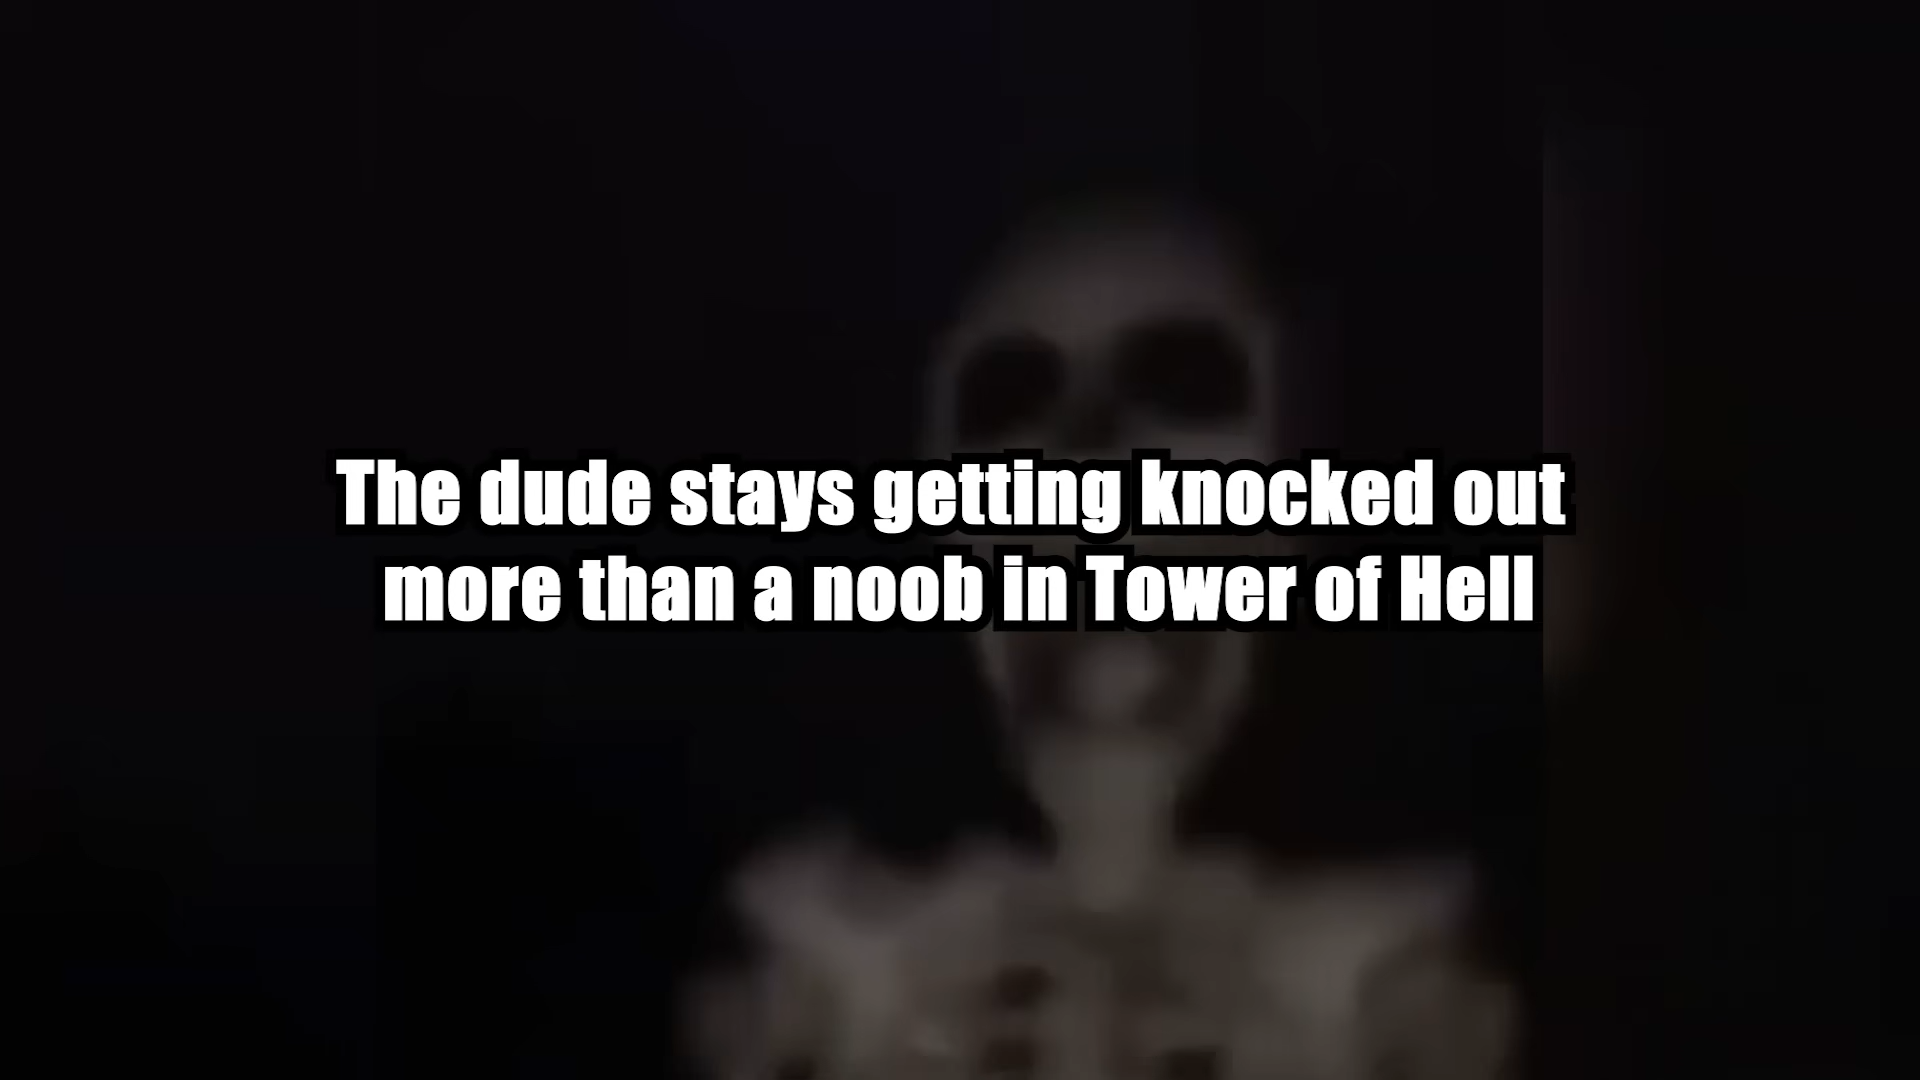 The dude stays getting knocked out
more than a noob in Tower of Hell